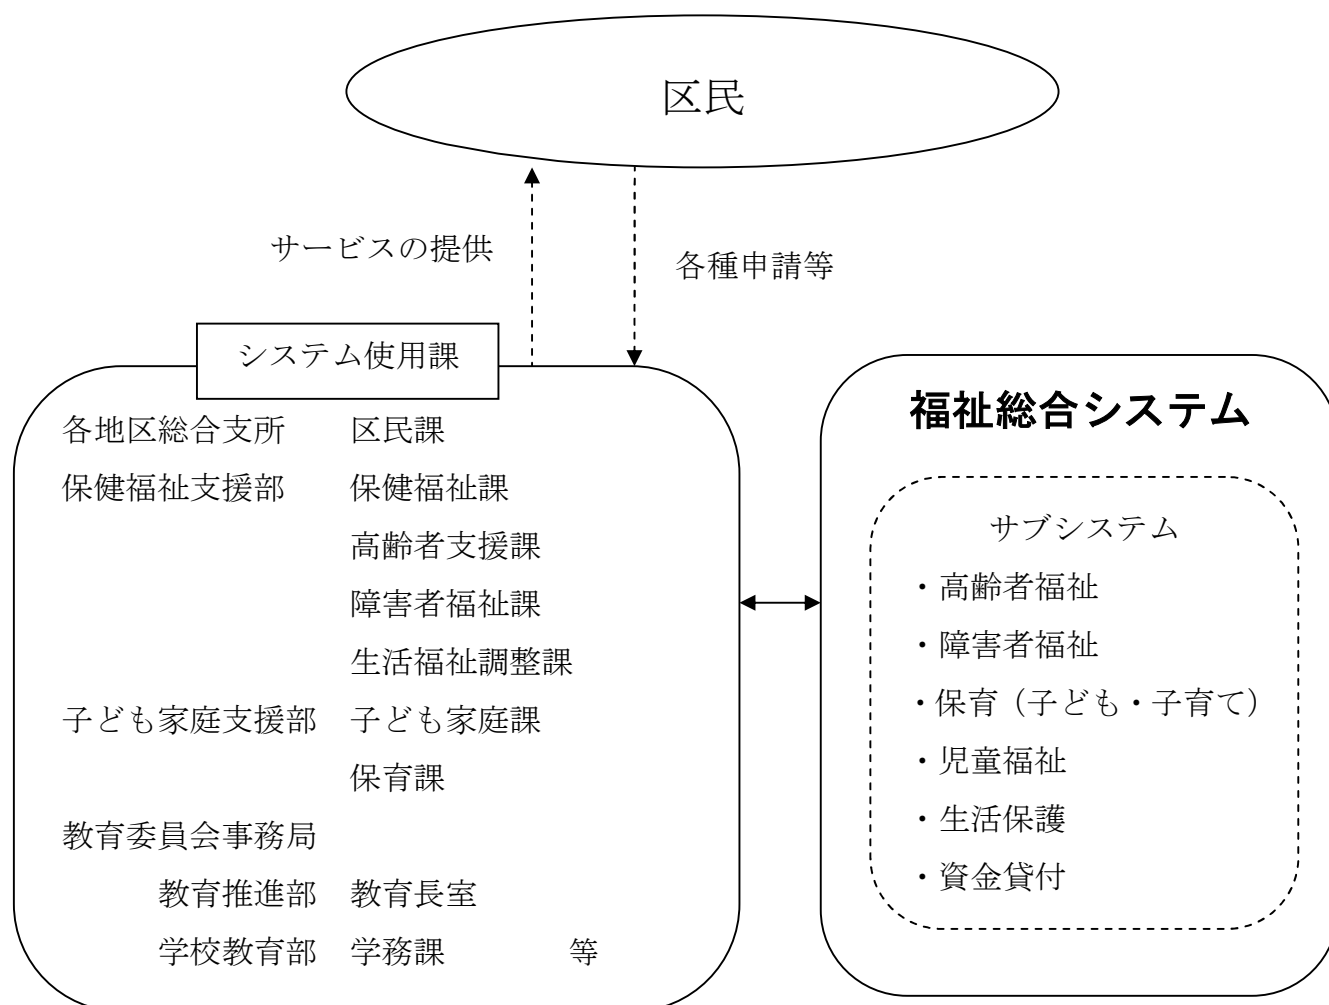 区民
サービスの提供
各種申請等
システム使用課
各地区総合支所 区民課
保健福祉支援部 保健福祉課
高齢者支援課
障害者福祉課
生活福祉調整課
子ども家庭支援部 子ども家庭課
保育課
教育委員会事務局
教育推進部 教育長室
学校教育部 学務課 等
福祉総合システム
サブシステム
・高齢者福祉
・障害者福祉
・保育（子ども・子育て）
・児童福祉
・生活保護
・資金貸付